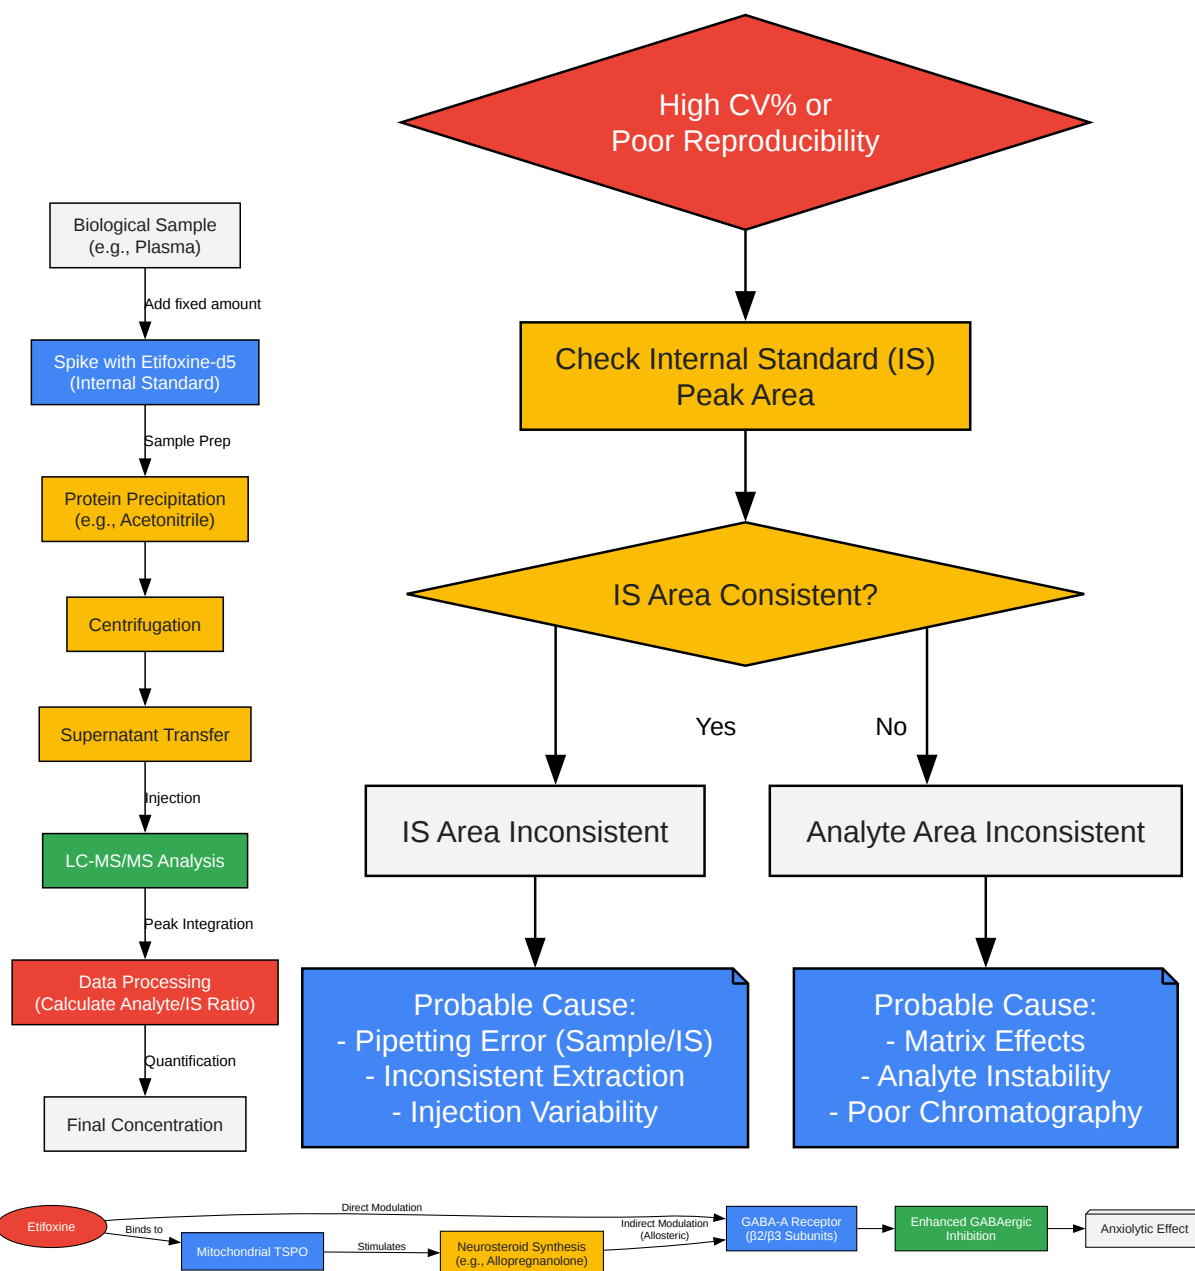 High CV% or
Poor Reproducibility
Check Internal Standard (IS)
Peak Area
IS Area Consistent?
Yes
No
IS Area Inconsistent
Analyte Area Inconsistent
Probable Cause:
- Pipetting Error (Sample/IS)
- Inconsistent Extraction
- Injection Variability
Probable Cause:
- Matrix Effects
- Analyte Instability
- Poor Chromatography
Biological Sample
(e.g., Plasma)
Add fixed amount
Spike with Etifoxine-d5
(Internal Standard)
Sample Prep
Protein Precipitation
(e.g., Acetonitrile)
Centrifugation
Supernatant Transfer
Injection
LC-MS/MS Analysis
Peak Integration
Data Processing
(Calculate Analyte/IS Ratio)
Quantification
Final Concentration
Etifoxine
Direct Modulation
Binds to
Mitochondrial TSPO
Stimulates
Neurosteroid Synthesis
(e.g., Allopregnanolone)
Indirect Modulation
(Allosteric)
GABA-A Receptor
(β2/β3 Subunits)
Enhanced GABAergic
Inhibition
Anxiolytic Effect